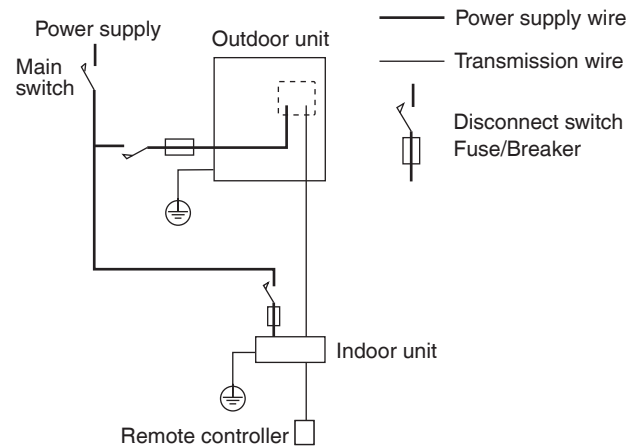 Power supply
Main
switch
Outdoor unit
Power supply wire
Transmission wire
Disconnect switch
Fuse/Breaker
Indoor unit
Remote controller